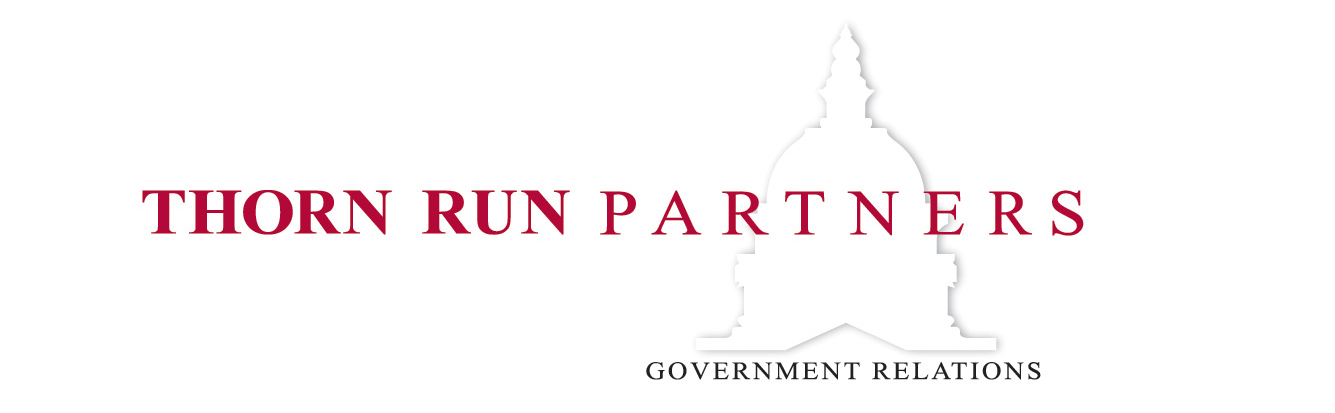 THORN RUN PARTNERS
GOVERNMENT RELATIONS